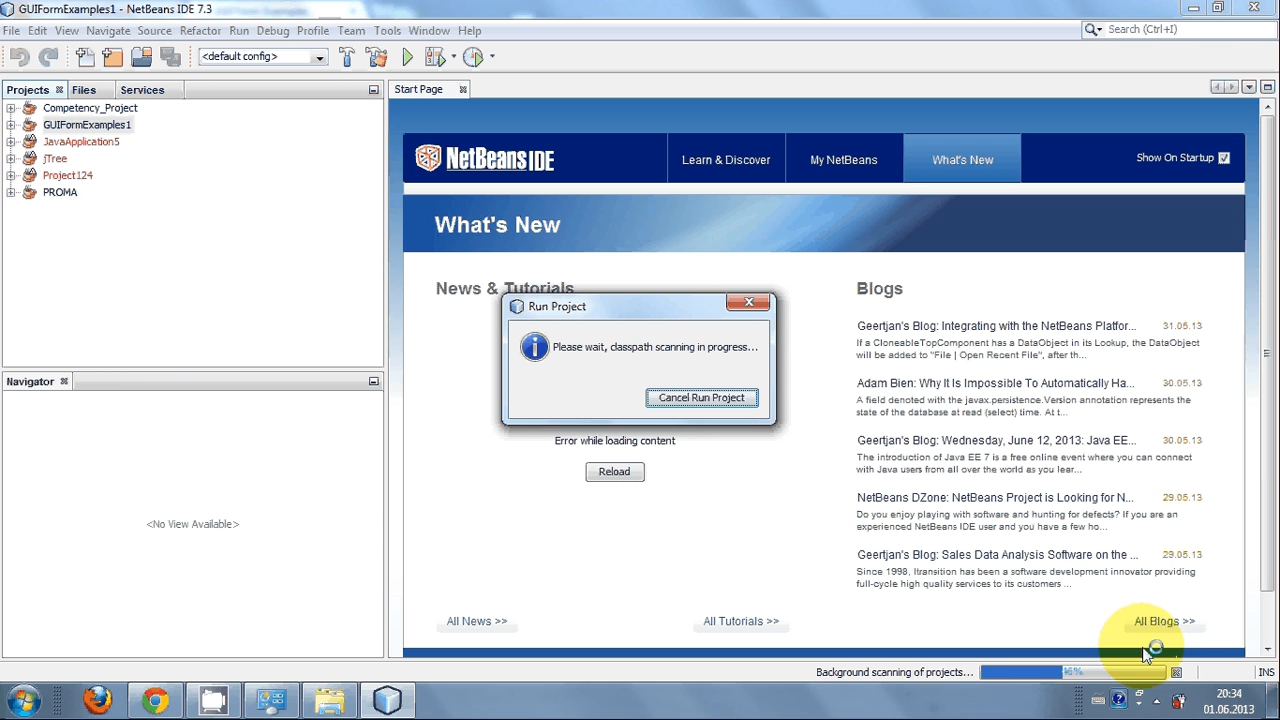 GUIFormExamples1 - NetBeans IDE 7.3
File Edit View Navigate Source Refactor Run Debug Profile Team Tools Window Help
Search (Ctrl+I)
<default config>
Projects Files Services
Start Page
Competency_Project
GUIFormExamples1
JavaApplication5
jTree
Project124
PROMA
Navigator
<No View Available>
NetBeans IDE
Learn & Discover
My NetBeans
What's New
Show On Startup
What's New
News & Tutorials
Blogs
Run Project
Please wait, classpath scanning in progress...
Cancel Run Project
Error while loading content
Reload
Geertjan's Blog: Integrating with the NetBeans Platfor... 31.05.13
If a CloneableTopComponent has a DataObject in its Lookup, the DataObject
will be added to "File | Open Recent File", after th...
Adam Bien: Why It Is Impossible To Automatically Ha... 30.05.13
A field denoted with the javax.persistence.Version annotation represents the
state of the database at read (select) time. At t...
Geertjan's Blog: Wednesday, June 12, 2013: Java EE... 30.05.13
The introduction of Java EE 7 is a free online event where you can connect
with Java users from all over the world as you lear...
NetBeans DZone: NetBeans Project is Looking for N... 29.05.13
Do you enjoy playing with software and hunting for defects? If you are an
experienced NetBeans IDE user and you have a few ho...
Geertjan's Blog: Sales Data Analysis Software on the ... 29.05.13
Since 1998, Itransition has been a software development innovator providing
full-cycle high quality services to its customers ...
All News >>
All Tutorials >>
All Blogs >>
Background scanning of projects...
INS
20:34
01.06.2013